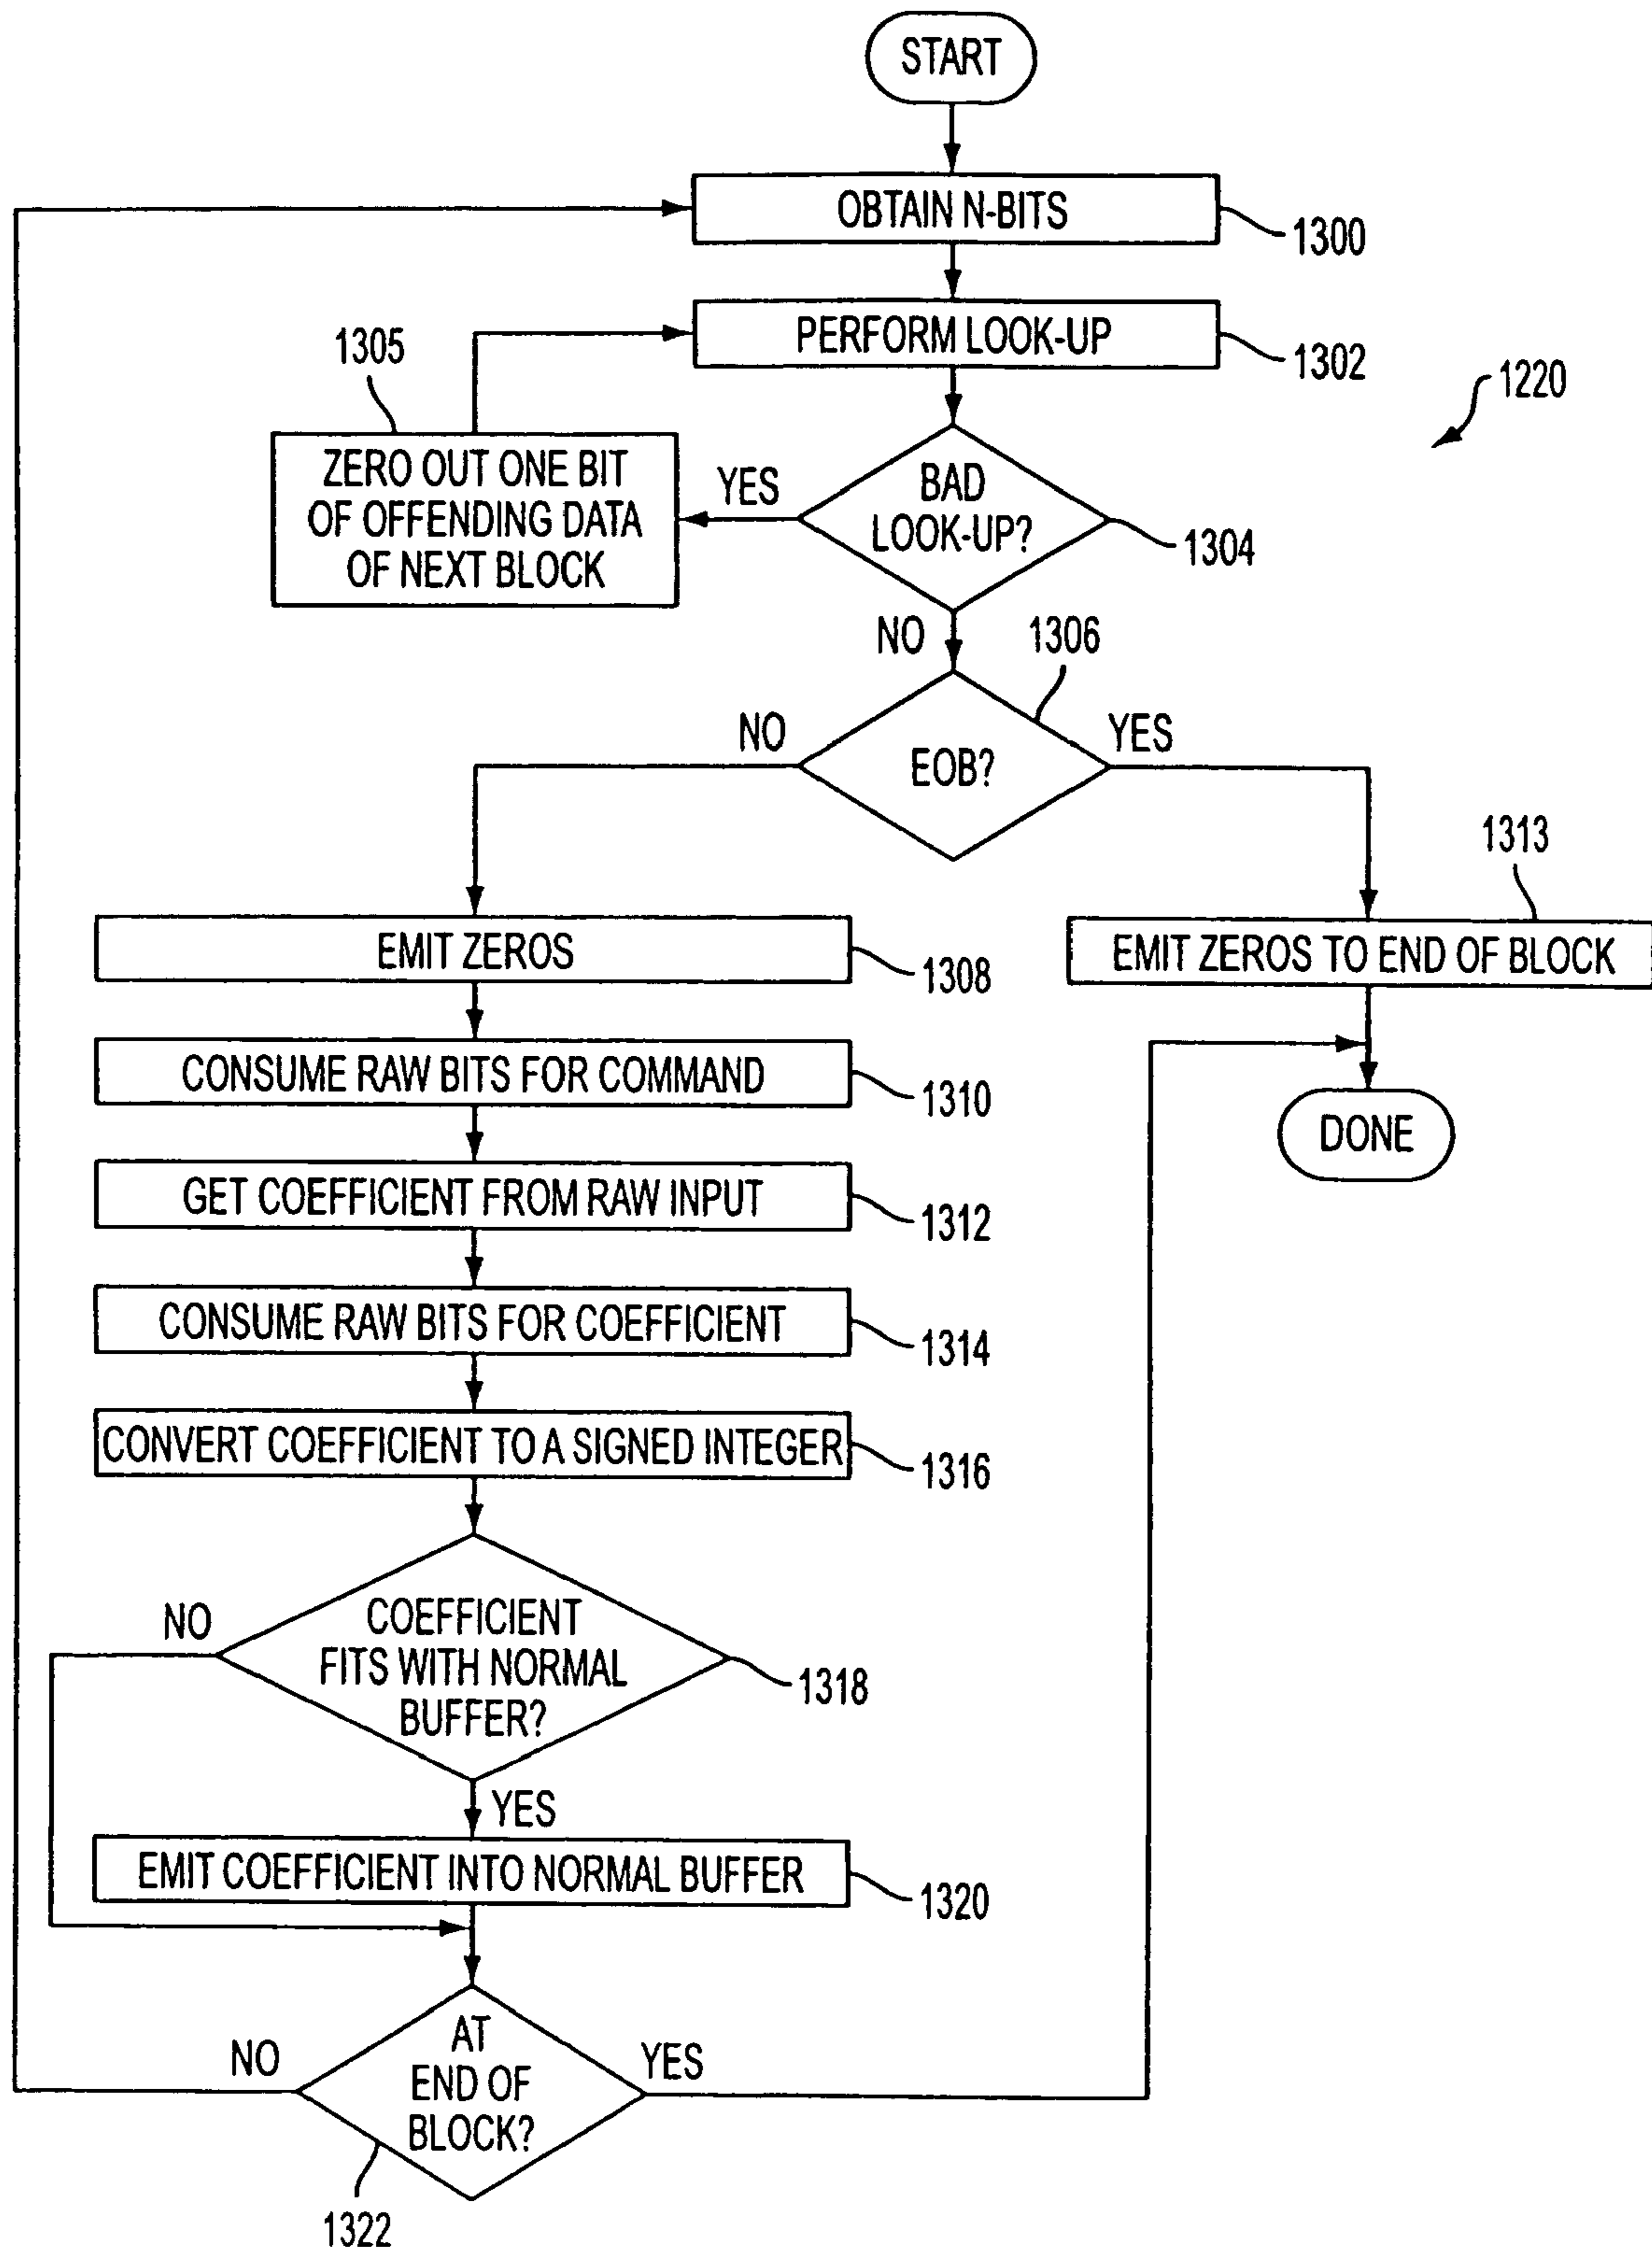 START
OBTAIN N-BITS
1300
PERFORM LOOK-UP
1302
1305
1220
ZERO OUT ONE BIT
OF OFFENDING DATA
OF NEXT BLOCK
YES
BAD
LOOK-UP?
1304
NO
1306
NO
EOB?
YES
1313
EMIT ZEROS
1308
EMIT ZEROS TO END OF BLOCK
CONSUME RAW BITS FOR COMMAND
1310
DONE
GET COEFFICIENT FROM RAW INPUT
1312
CONSUME RAW BITS FOR COEFFICIENT
1314
CONVERT COEFFICIENT TO A SIGNED INTEGER
1316
NO
COEFFICIENT
FITS WITH NORMAL
BUFFER?
1318
YES
EMIT COEFFICIENT INTO NORMAL BUFFER
1320
NO
AT
END OF
BLOCK?
YES
1322